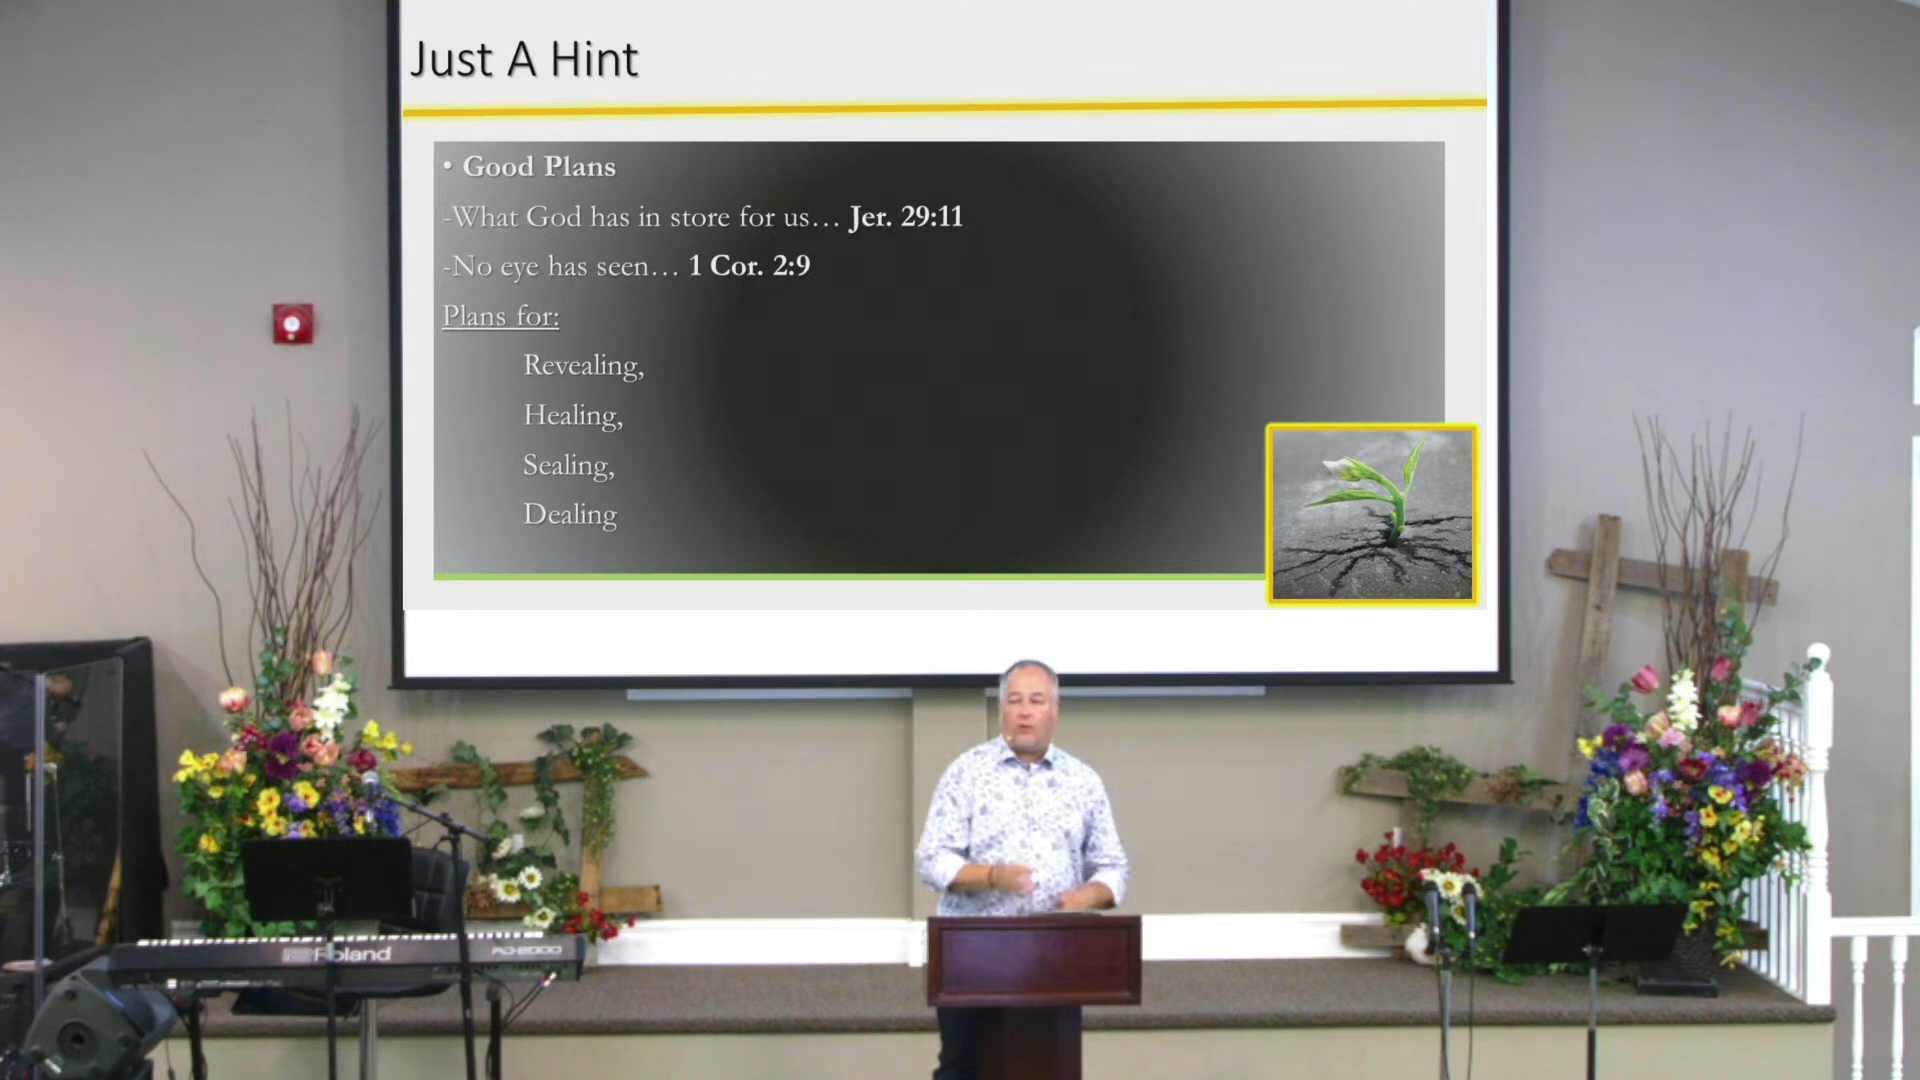 Just A Hint
• Good Plans
-What God has in store for us… Jer. 29:11
-No eye has seen… 1 Cor. 2:9
Plans for:
Revealing,
Healing,
Sealing,
Dealing
Roland